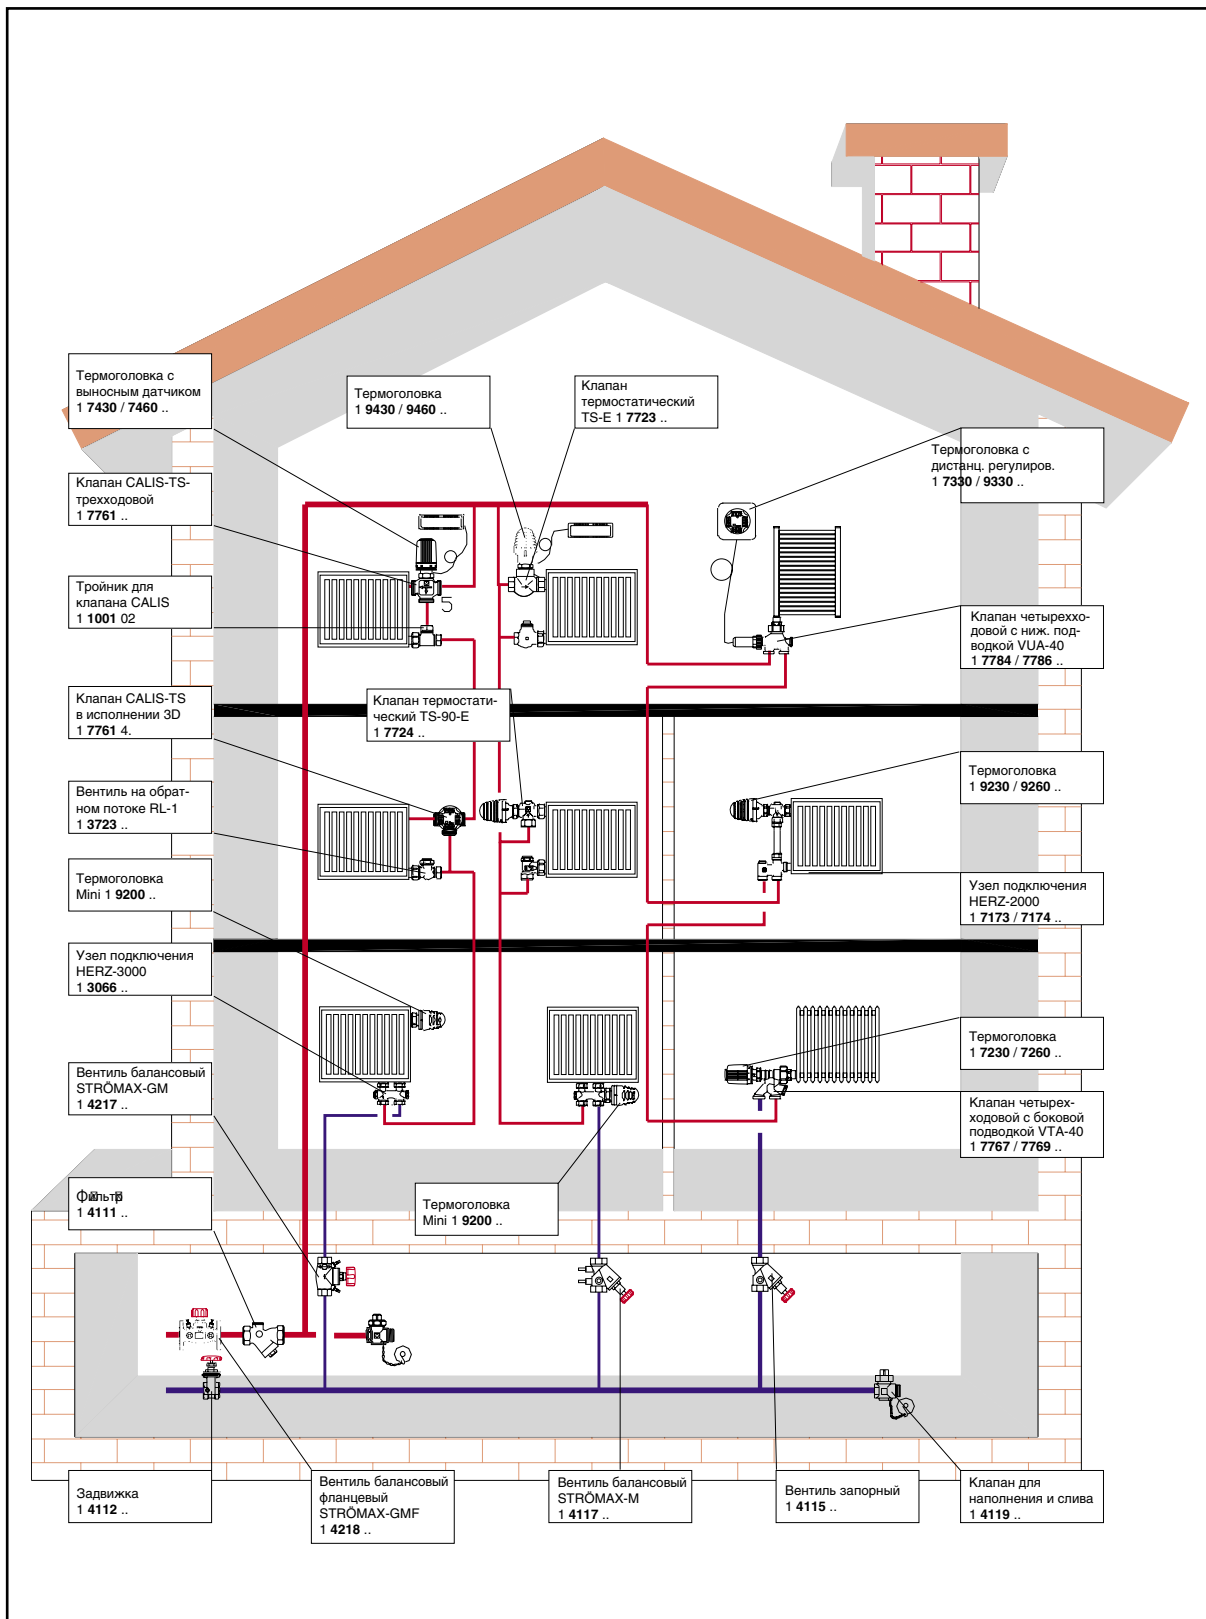 Термоголовка с
выносным датчиком
1 7430 / 7460 ..
Термоголовка
1 9430 / 9460 ..
Клапан
термостатический
TS-E 1 7723 ..
Термоголовка с
дистанц. регулиров.
1 7330 / 9330 ..
Клапан CALIS-TS-
трехходовой
1 7761 ..
Тройник для
клапана CALIS
1 1001 02
5
Клапан четыреххо-
довой с ниж. под-
водкой VUA-40
1 7784 / 7786 ..
Клапан CALIS-TS
в исполнении 3D
1 7761 4.
Клапан термостати-
ческий TS-90-E
1 7724 ..
Термоголовка
1 9230 / 9260 ..
Вентиль на обрат-
ном потоке RL-1
1 3723 ..
Термоголовка
Mini 1 9200 ..
Узел подключения
HERZ-2000
1 7173 / 7174 ..
Узел подключения
HERZ-3000
1 3066 ..
Термоголовка
1 7230 / 7260 ..
Вентиль балансовый
STRÖMAX-GM
1 4217 ..
Клапан четырех-
ходовой с боковой
подводкой VTA-40
1 7767 / 7769 ..
Фильтр
1 4111 ..
Термоголовка
Mini 1 9200 ..
Задвижка
1 4112 ..
Вентиль балансовый
фланцевый
STRÖMAX-GMF
1 4218 ..
Вентиль балансовый
STRÖMAX-M
1 4117 ..
Вентиль запорный
1 4115 ..
Клапан для
наполнения и слива
1 4119 ..